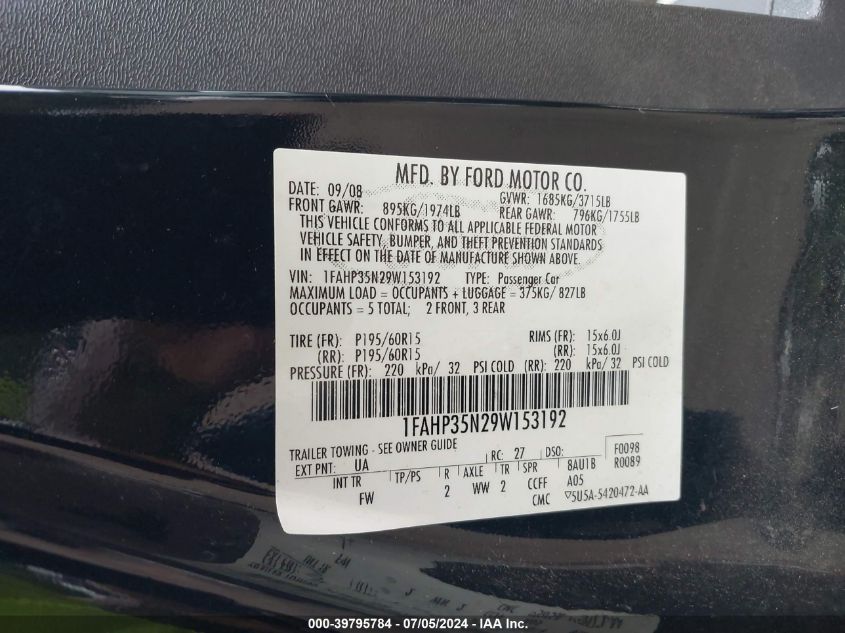 MFD. BY FORD MOTOR CO.
DATE: 09/08 GVWR: 1685KG/3715LB
FRONT GAWR: 895KG/1974LB REAR GAWR: 796KG/1755LB
THIS VEHICLE CONFORMS TO ALL APPLICABLE FEDERAL MOTOR
VEHICLE SAFETY, BUMPER, AND THEFT PREVENTION STANDARDS
IN EFFECT ON THE DATE OF MANUFACTURE SHOWN ABOVE.
VIN: 1FAHP35N29W153192 TYPE: Passenger Car
MAXIMUM LOAD = OCCUPANTS + LUGGAGE = 375KG/ 827LB
OCCUPANTS = 5 TOTAL; 2 FRONT, 3 REAR
TIRE (FR): P195/60R15 RIMS (FR): 15x6.0J
(RR): P195/60R15 (RR): 15x6.0J
PRESSURE (FR): 220 kPa/ 32 PSI COLD (RR): 220 kPa/ 32 PSI COLD
1FAHP35N29W153192
TRAILER TOWING - SEE OWNER GUIDE F0098
EXT PNT: UA RC: 27 DSO: R0089
INT TR TP/PS R AXLE TR SPR 8AU1B
FW 2 WW 2 CCFF A05
CMC ▽5U5A-5420472-AA
000-39795784 / 07/05/2024 - © IAA Inc.